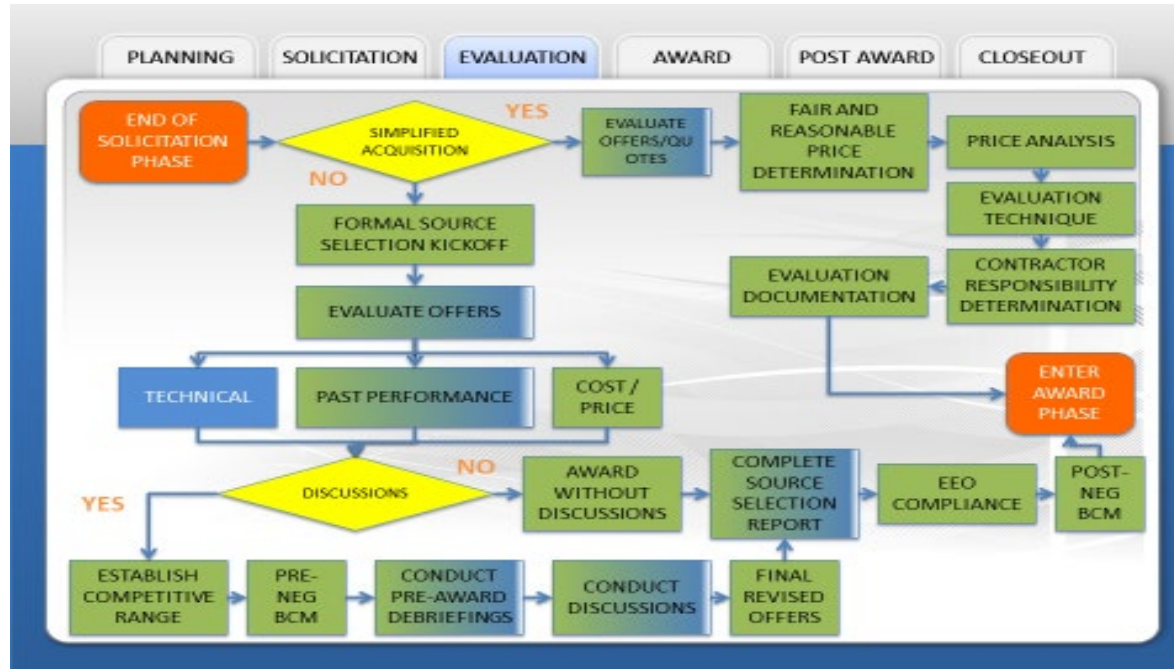 PLANNING
SOLICITATION
EVALUATION
AWARD
POST AWARD
CLOSEOUT
END OF
SOLICITATION
PHASE
SIMPLIFIED
ACQUISITION
YES
NO
EVALUATE
OFFERS/QU
OTES
FAIR AND
REASONABLE
PRICE
DETERMINATION
PRICE ANALYSIS
EVALUATION
TECHNIQUE
CONTRACTOR
RESPONSIBILITY
DETERMINATION
EVALUATION
DOCUMENTATION
FORMAL SOURCE
SELECTION KICKOFF
EVALUATE OFFERS
TECHNICAL
PAST PERFORMANCE
COST /
PRICE
ENTER
AWARD
PHASE
DISCUSSIONS
YES
NO
AWARD
WITHOUT
DISCUSSIONS
COMPLETE
SOURCE
SELECTION
REPORT
EEO
COMPLIANCE
POST-
NEG
BCM
ESTABLISH
COMPETITIVE
RANGE
PRE-
NEG
BCM
CONDUCT
PRE-AWARD
DEBRIEFINGS
CONDUCT
DISCUSSIONS
FINAL
REVISED
OFFERS